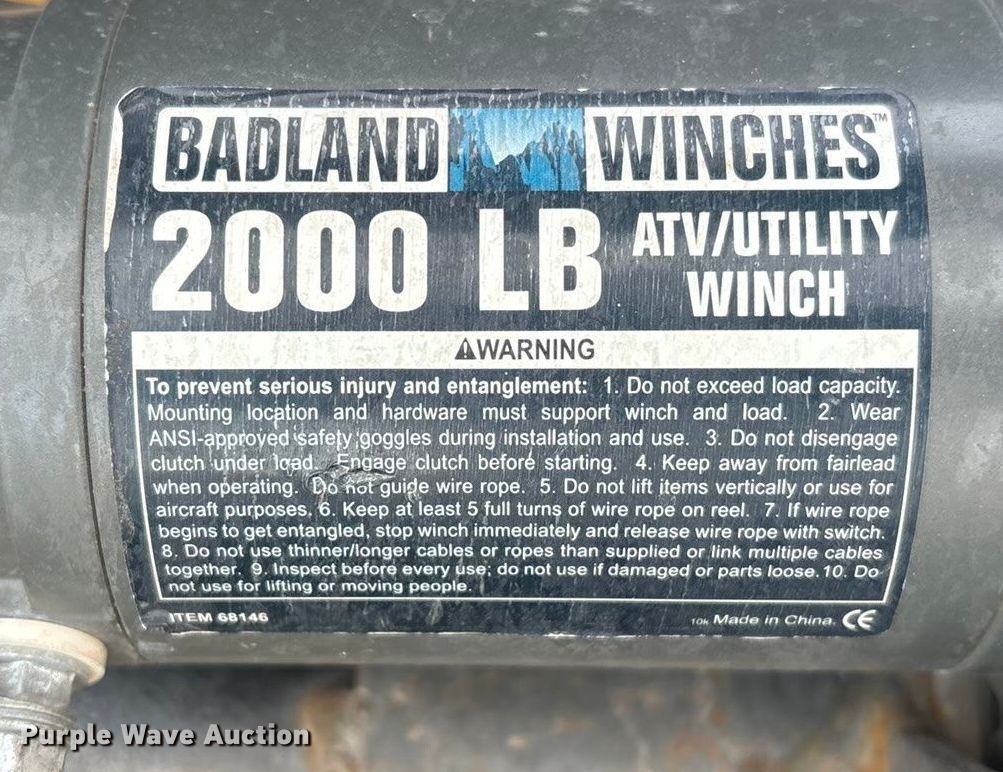 BADLAND WINCHES™
2000 LB ATV/UTILITY
WINCH
⚠WARNING
To prevent serious injury and entanglement: 1. Do not exceed load capacity.
Mounting location and hardware must support winch and load. 2. Wear
ANSI-approved safety goggles during installation and use. 3. Do not disengage
clutch under load. Engage clutch before starting. 4. Keep away from fairlead
when operating. Do not guide wire rope. 5. Do not lift items vertically or use for
aircraft purposes. 6. Keep at least 5 full turns of wire rope on reel. 7. If wire rope
begins to get entangled, stop winch immediately and release wire rope with switch.
8. Do not use thinner/longer cables or ropes than supplied or link multiple cables
together. 9. Inspect before every use; do not use if damaged or parts loose. 10. Do
not use for lifting or moving people.
ITEM 68146 10k Made in China. CE
Purple Wave Auction